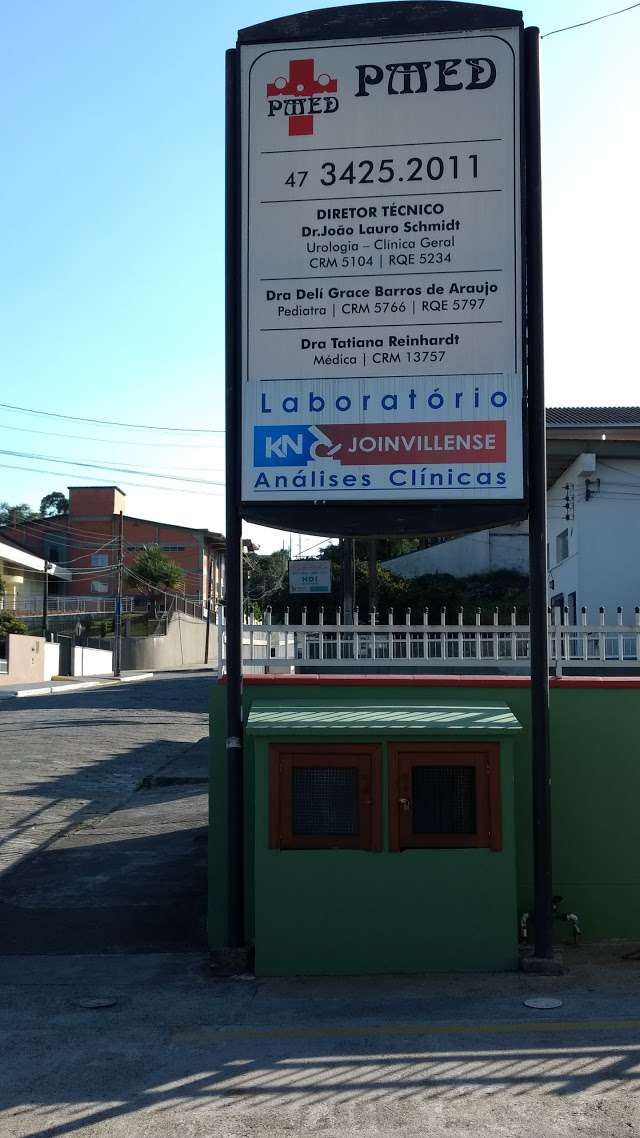 PMED
PMED
47 3425.2011
DIRETOR TÉCNICO
Dr.João Lauro Schmidt
Urologia – Clínica Geral
CRM 5104 | RQE 5234
Dra Delí Grace Barros de Araujo
Pediatra | CRM 5766 | RQE 5797
Dra Tatiana Reinhardt
Médica | CRM 13757
Laboratório
KN JOINVILLENSE
Análises Clínicas
HDI